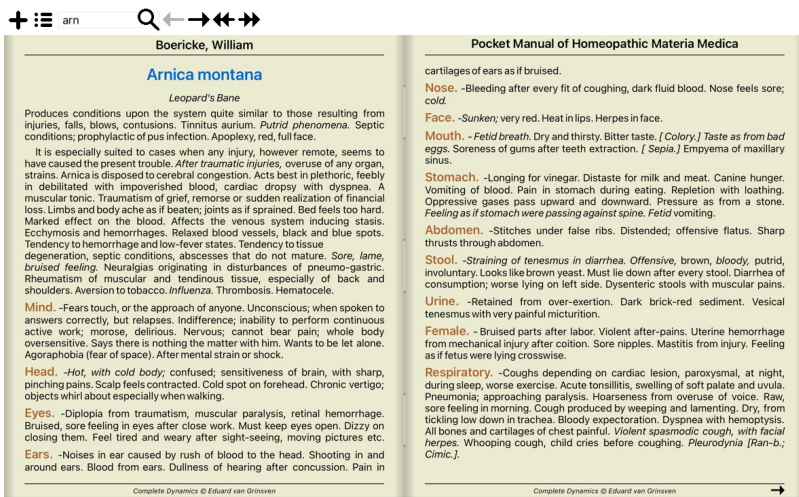 arn
Boericke, William
Arnica montana
Leopard's Bane
Produces conditions upon the system quite similar to those resulting from
injuries, falls, blows, contusions. Tinnitus aurium. Putrid phenomena. Septic
conditions; prophylactic of pus infection. Apoplexy, red, full face.
It is especially suited to cases when any injury, however remote, seems to
have caused the present trouble. After traumatic injuries, overuse of any organ,
strains. Arnica is disposed to cerebral congestion. Acts best in plethoric, feebly
in debilitated with impoverished blood, cardiac dropsy with dyspnea. A
muscular tonic. Traumatism of grief, remorse or sudden realization of financial
loss. Limbs and body ache as if beaten; joints as if sprained. Bed feels too hard.
Marked effect on the blood. Affects the venous system inducing stasis.
Ecchymosis and hemorrhages. Relaxed blood vessels, black and blue spots.
Tendency to hemorrhage and low-fever states. Tendency to tissue
degeneration, septic conditions, abscesses that do not mature. Sore, lame,
bruised feeling. Neuralgias originating in disturbances of pneumo-gastric.
Rheumatism of muscular and tendinous tissue, especially of back and
shoulders. Aversion to tobacco. Influenza. Thrombosis. Hematocele.
Mind. -Fears touch, or the approach of anyone. Unconscious; when spoken to
answers correctly, but relapses. Indifference; inability to perform continuous
active work; morose, delirious. Nervous; cannot bear pain; whole body
oversensitive. Says there is nothing the matter with him. Wants to be let alone.
Agoraphobia (fear of space). After mental strain or shock.
Head. -Hot, with cold body; confused; sensitiveness of brain, with sharp,
pinching pains. Scalp feels contracted. Cold spot on forehead. Chronic vertigo;
objects whirl about especially when walking.
Eyes. -Diplopia from traumatism, muscular paralysis, retinal hemorrhage.
Bruised, sore feeling in eyes after close work. Must keep eyes open. Dizzy on
closing them. Feel tired and weary after sight-seeing, moving pictures etc.
Ears. -Noises in ear caused by rush of blood to the head. Shooting in and
around ears. Blood from ears. Dullness of hearing after concussion. Pain in
Complete Dynamics © Eduard van Grinsven
Pocket Manual of Homeopathic Materia Medica
cartilages of ears as if bruised.
Nose. -Bleeding after every fit of coughing, dark fluid blood. Nose feels sore;
cold.
Face. -Sunken; very red. Heat in lips. Herpes in face.
Mouth. -Fetid breath. Dry and thirsty. Bitter taste. [ Colory.] Taste as from bad
eggs. Soreness of gums after teeth extraction. [ Sepia.] Empyema of maxillary
sinus.
Stomach. -Longing for vinegar. Distaste for milk and meat. Canine hunger.
Vomiting of blood. Pain in stomach during eating. Repletion with loathing.
Oppressive gases pass upward and downward. Pressure as from a stone.
Feeling as if stomach were passing against spine. Fetid vomiting.
Abdomen. -Stitches under false ribs. Distended; offensive flatus. Sharp
thrusts through abdomen.
Stool. -Straining of tenesmus in diarrhea. Offensive, brown, bloody, putrid,
involuntary. Looks like brown yeast. Must lie down after every stool. Diarrhea of
consumption; worse lying on left side. Dysenteric stools with muscular pains.
Urine. -Retained from over-exertion. Dark brick-red sediment. Vesical
tenesmus with very painful micturition.
Female. - Bruised parts after labor. Violent after-pains. Uterine hemorrhage
from mechanical injury after coition. Sore nipples. Mastitis from injury. Feeling
as if fetus were lying crosswise.
Respiratory. -Coughs depending on cardiac lesion, paroxysmal, at night,
during sleep, worse exercise. Acute tonsillitis, swelling of soft palate and uvula.
Pneumonia; approaching paralysis. Hoarseness from overuse of voice. Raw,
sore feeling in morning. Cough produced by weeping and lamenting. Dry, from
tickling low down in trachea. Bloody expectoration. Dyspnea with hemoptysis.
All bones and cartilages of chest painful. Violent spasmodic cough, with facial
herpes. Whooping cough, child cries before coughing. Pleurodynia [Ran-b.;
Cimic.].
Complete Dynamics © Eduard van Grinsven